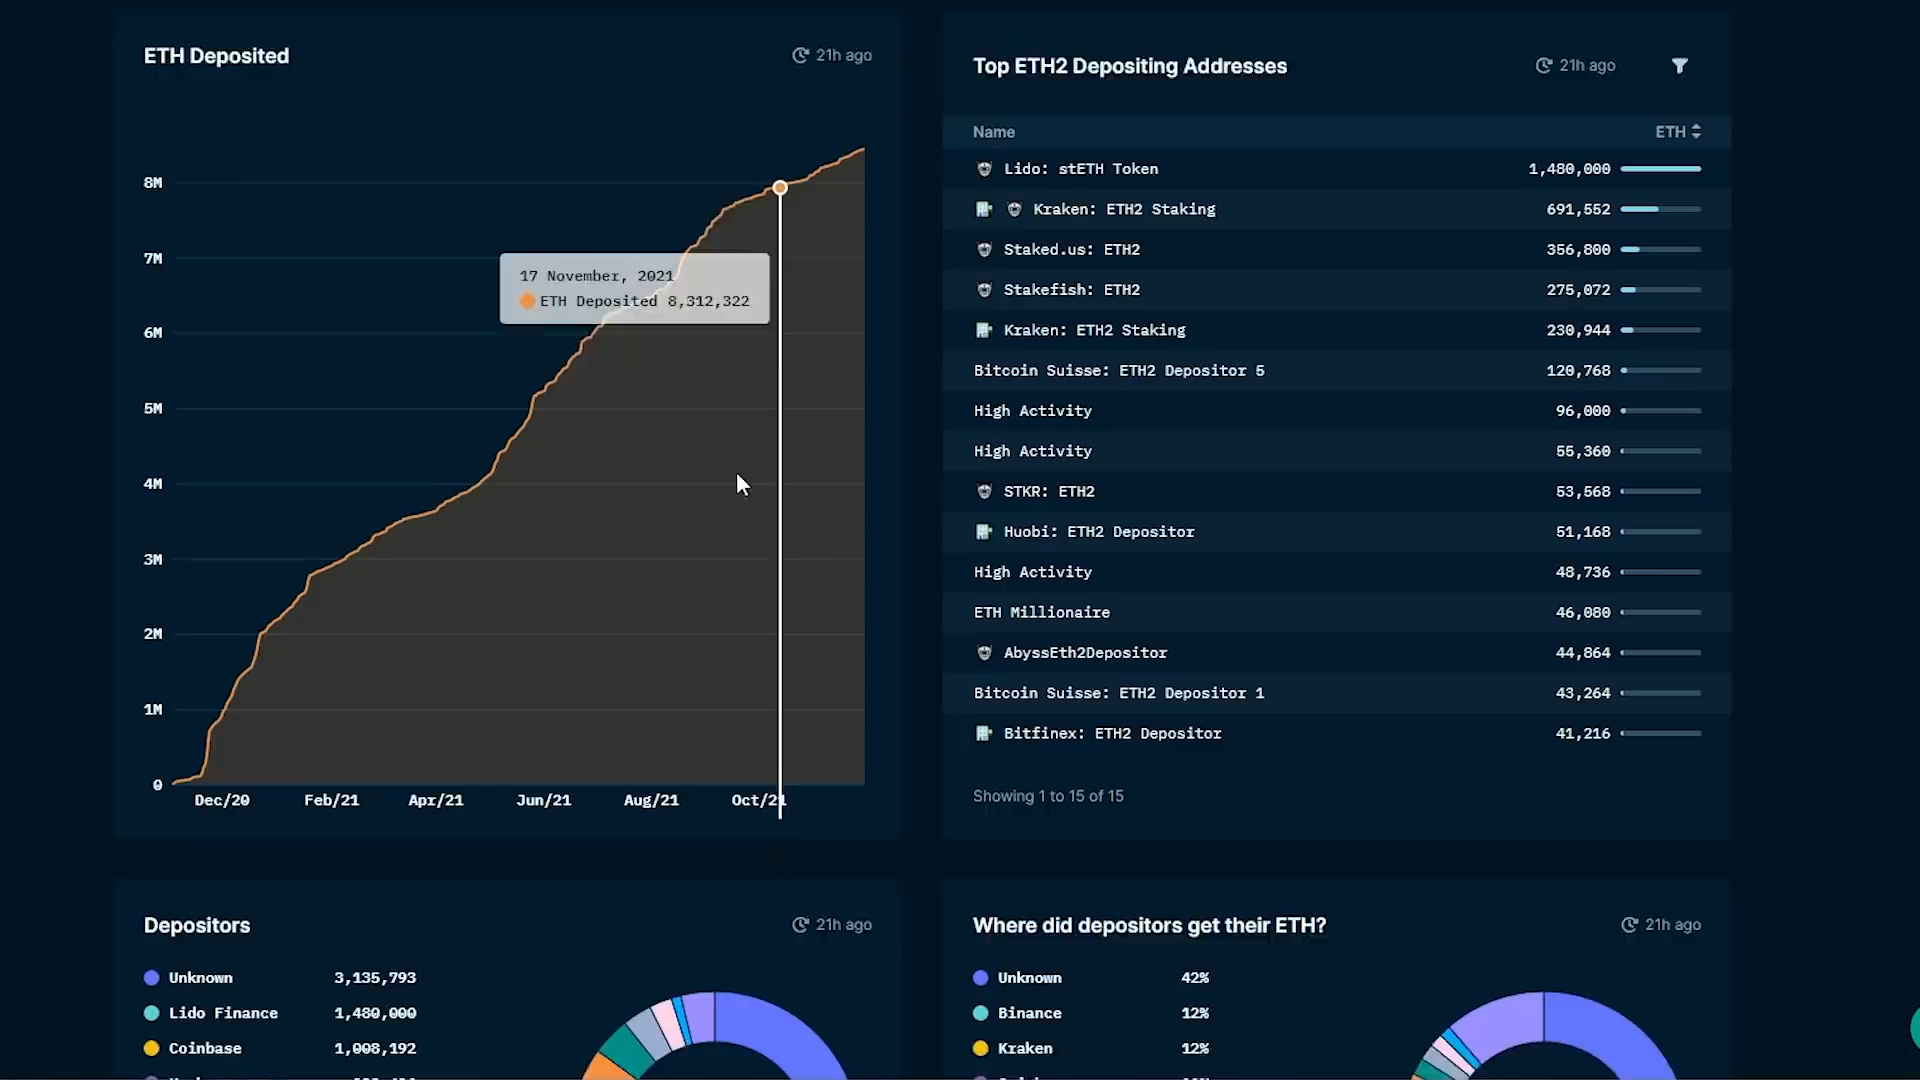 ETH Deposited
21h ago
8M
7M
6M
5M
4M
3M
2M
1M
0
17 November, 2021
ETH Deposited 8,312,322
Dec/20 Feb/21 Apr/21 Jun/21 Aug/21 Oct/21
Top ETH2 Depositing Addresses
21h ago
Name ETH
Lido: stETH Token 1,480,000
Kraken: ETH2 Staking 691,552
Staked.us: ETH2 356,800
Stakefish: ETH2 275,072
Kraken: ETH2 Staking 230,944
Bitcoin Suisse: ETH2 Depositor 5 120,768
High Activity 96,000
High Activity 55,360
STKR: ETH2 53,568
Huobi: ETH2 Depositor 51,168
High Activity 48,736
ETH Millionaire 46,080
AbyssEth2Depositor 44,864
Bitcoin Suisse: ETH2 Depositor 1 43,264
Bitfinex: ETH2 Depositor 41,216
Showing 1 to 15 of 15
Depositors
21h ago
Unknown 3,135,793
Lido Finance 1,480,000
Coinbase 1,008,192
Where did depositors get their ETH?
21h ago
Unknown 42%
Binance 12%
Kraken 12%